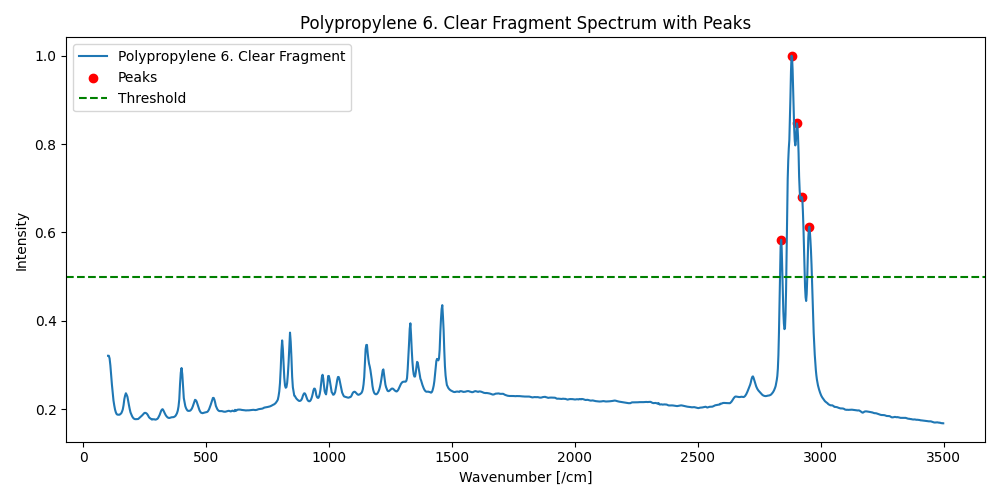 Polypropylene 6. Clear Fragment Spectrum with Peaks
Polypropylene 6. Clear Fragment
Peaks
Threshold
Intensity
1.0
0.8
0.6
0.4
0.2
0 500 1000 1500 2000 2500 3000 3500
Wavenumber [/cm]